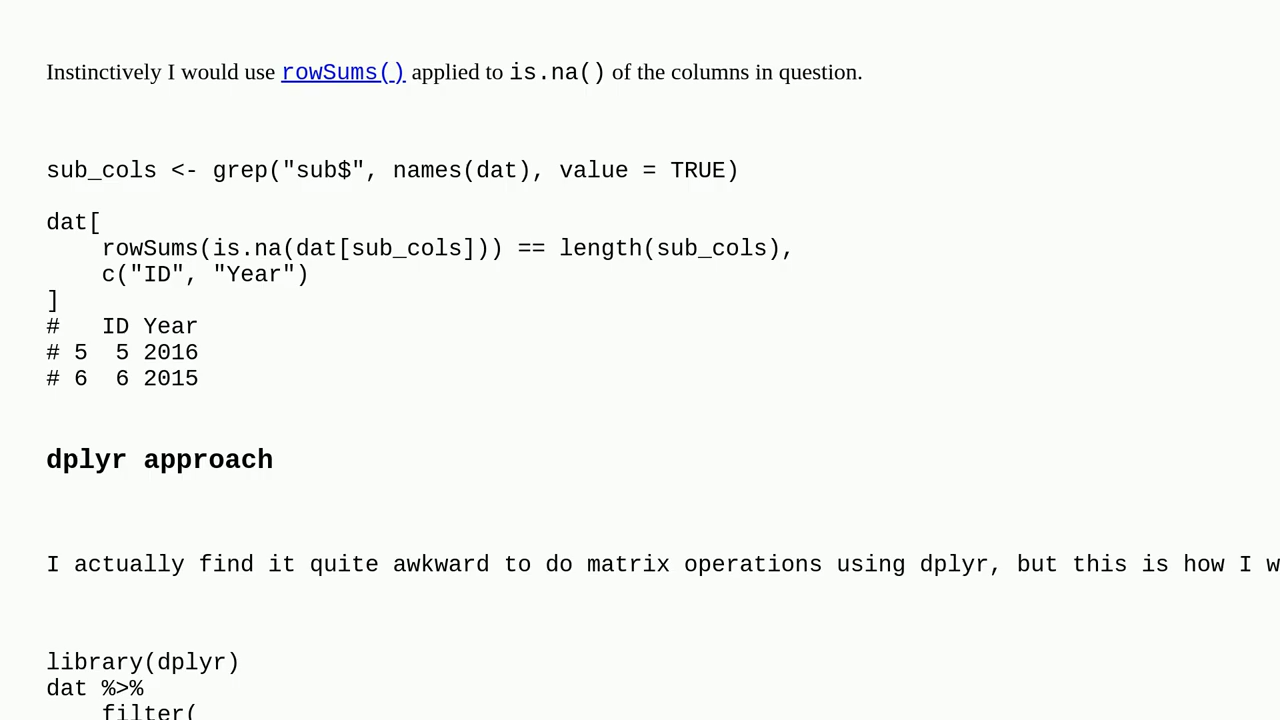 Instinctively I would use rowSums() applied to is.na() of the columns in question.
sub_cols <- grep("sub$", names(dat), value = TRUE)
dat[
    rowSums(is.na(dat[sub_cols])) == length(sub_cols),
    c("ID", "Year")
]
#   ID Year
# 5  5 2016
# 6  6 2015
dplyr approach
I actually find it quite awkward to do matrix operations using dplyr, but this is how I w
library(dplyr)
dat %>%
    filter(